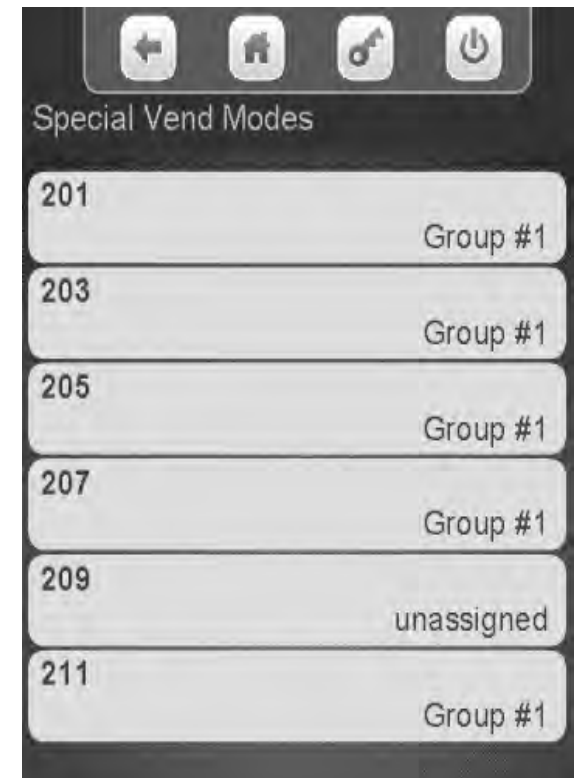 Special Vend Modes
201
Group #1
203
Group #1
205
Group #1
207
Group #1
209
unassigned
211
Group #1